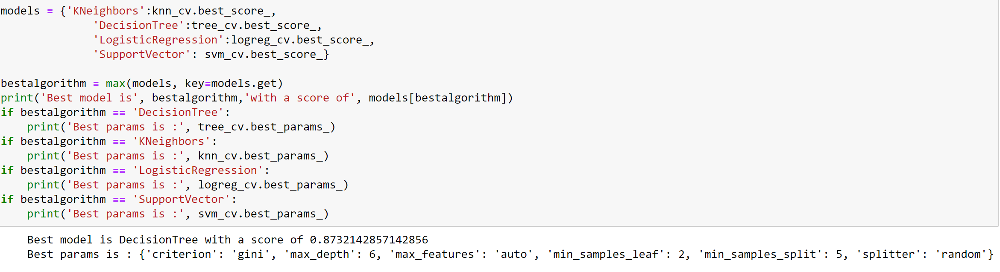 models = {'KNeighbors':knn_cv.best_score_,
              'DecisionTree':tree_cv.best_score_,
              'LogisticRegression':logreg_cv.best_score_,
              'SupportVector': svm_cv.best_score_}

bestalgorithm = max(models, key=models.get)
print('Best model is', bestalgorithm,'with a score of', models[bestalgorithm])
if bestalgorithm == 'DecisionTree':
    print('Best params is :', tree_cv.best_params_)
if bestalgorithm == 'KNeighbors':
    print('Best params is :', knn_cv.best_params_)
if bestalgorithm == 'LogisticRegression':
    print('Best params is :', logreg_cv.best_params_)
if bestalgorithm == 'SupportVector':
    print('Best params is :', svm_cv.best_params_)
Best model is DecisionTree with a score of 0.8732142857142856
Best params is : {'criterion': 'gini', 'max_depth': 6, 'max_features': 'auto', 'min_samples_leaf': 2, 'min_samples_split': 5, 'splitter': 'random'}